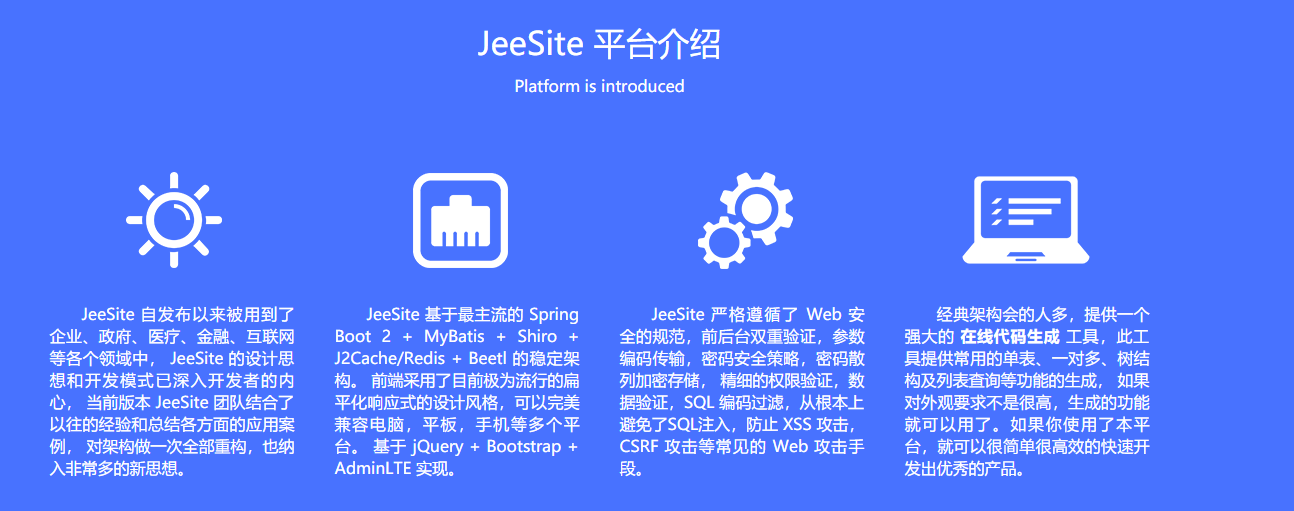 JeeSite 平台介绍
Platform is introduced
JeeSite 自发布以来被用到了
企业、政府、医疗、金融、互联网
等各个领域中， JeeSite 的设计思
想和开发模式已深入开发者的内
心， 当前版本 JeeSite 团队结合了
以往的经验和总结各方面的应用案
例， 对架构做一次全部重构，也纳
入非常多的新思想。
JeeSite 基于最主流的 Spring
Boot 2 + MyBatis + Shiro +
J2Cache/Redis + Beetl 的稳定架
构。 前端采用了目前极为流行的扁
平化响应式的设计风格，可以完美
兼容电脑，平板，手机等多个平
台。 基于 jQuery + Bootstrap +
AdminLTE 实现。
JeeSite 严格遵循了 Web 安
全的规范，前后台双重验证，参数
编码传输，密码安全策略，密码散
列加密存储， 精细的权限验证，数
据验证，SQL 编码过滤，从根本上
避免了SQL注入，防止 XSS 攻击，
CSRF 攻击等常见的 Web 攻击手
段。
经典架构会的人多，提供一个
强大的 在线代码生成 工具，此工
具提供常用的单表、一对多、树结
构及列表查询等功能的生成， 如果
对外观要求不是很高，生成的功能
就可以用了。如果你使用了本平
台，就可以很简单很高效的快速开
发出优秀的产品。